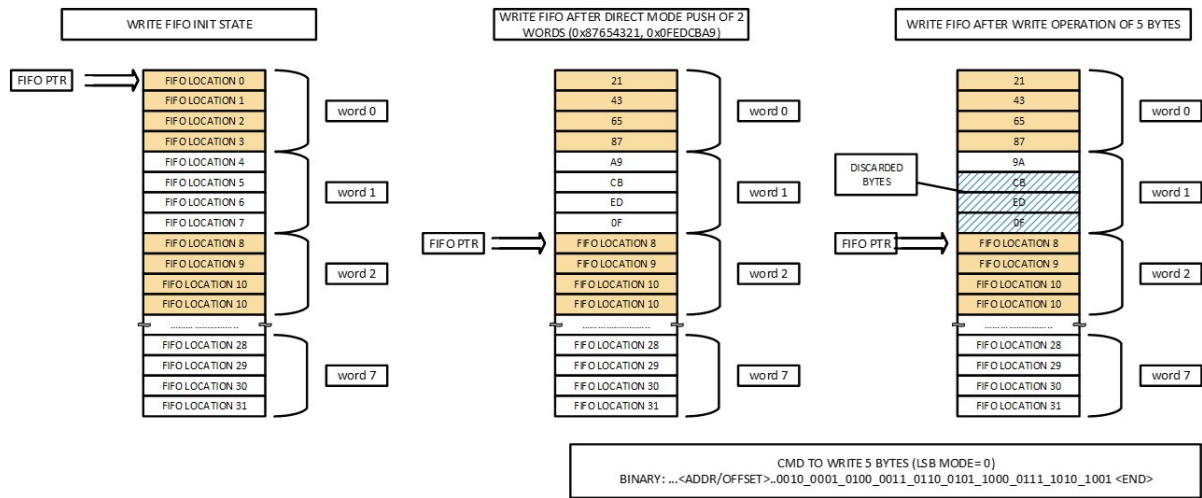 WRITE FIFO INIT STATE
FIFO PTR
FIFO LOCATION 0
FIFO LOCATION 1
FIFO LOCATION 2
FIFO LOCATION 3
FIFO LOCATION 4
FIFO LOCATION 5
FIFO LOCATION 6
FIFO LOCATION 7
FIFO LOCATION 8
FIFO LOCATION 9
FIFO LOCATION 10
FIFO LOCATION 10
......................
FIFO LOCATION 28
FIFO LOCATION 29
FIFO LOCATION 30
FIFO LOCATION 31
word 0
word 1
word 2
word 7
WRITE FIFO AFTER DIRECT MODE PUSH OF 2
WORDS (0x87654321, 0x0FEDCBA9)
21
43
65
87
A9
CB
ED
0F
FIFO PTR
FIFO LOCATION 8
FIFO LOCATION 9
FIFO LOCATION 10
FIFO LOCATION 10
......................
FIFO LOCATION 28
FIFO LOCATION 29
FIFO LOCATION 30
FIFO LOCATION 31
word 0
word 1
word 2
word 7
WRITE FIFO AFTER WRITE OPERATION OF 5 BYTES
21
43
65
87
9A
CB
ED
0F
DISCARDED
BYTES
FIFO PTR
FIFO LOCATION 8
FIFO LOCATION 9
FIFO LOCATION 10
FIFO LOCATION 10
......................
FIFO LOCATION 28
FIFO LOCATION 29
FIFO LOCATION 30
FIFO LOCATION 31
word 0
word 1
word 2
word 7
CMD TO WRITE 5 BYTES (LSB MODE= 0)
BINARY: ...<ADDR/OFFSET>..0010_0001_0100_0011_0110_0101_1000_0111_1010_1001 <END>